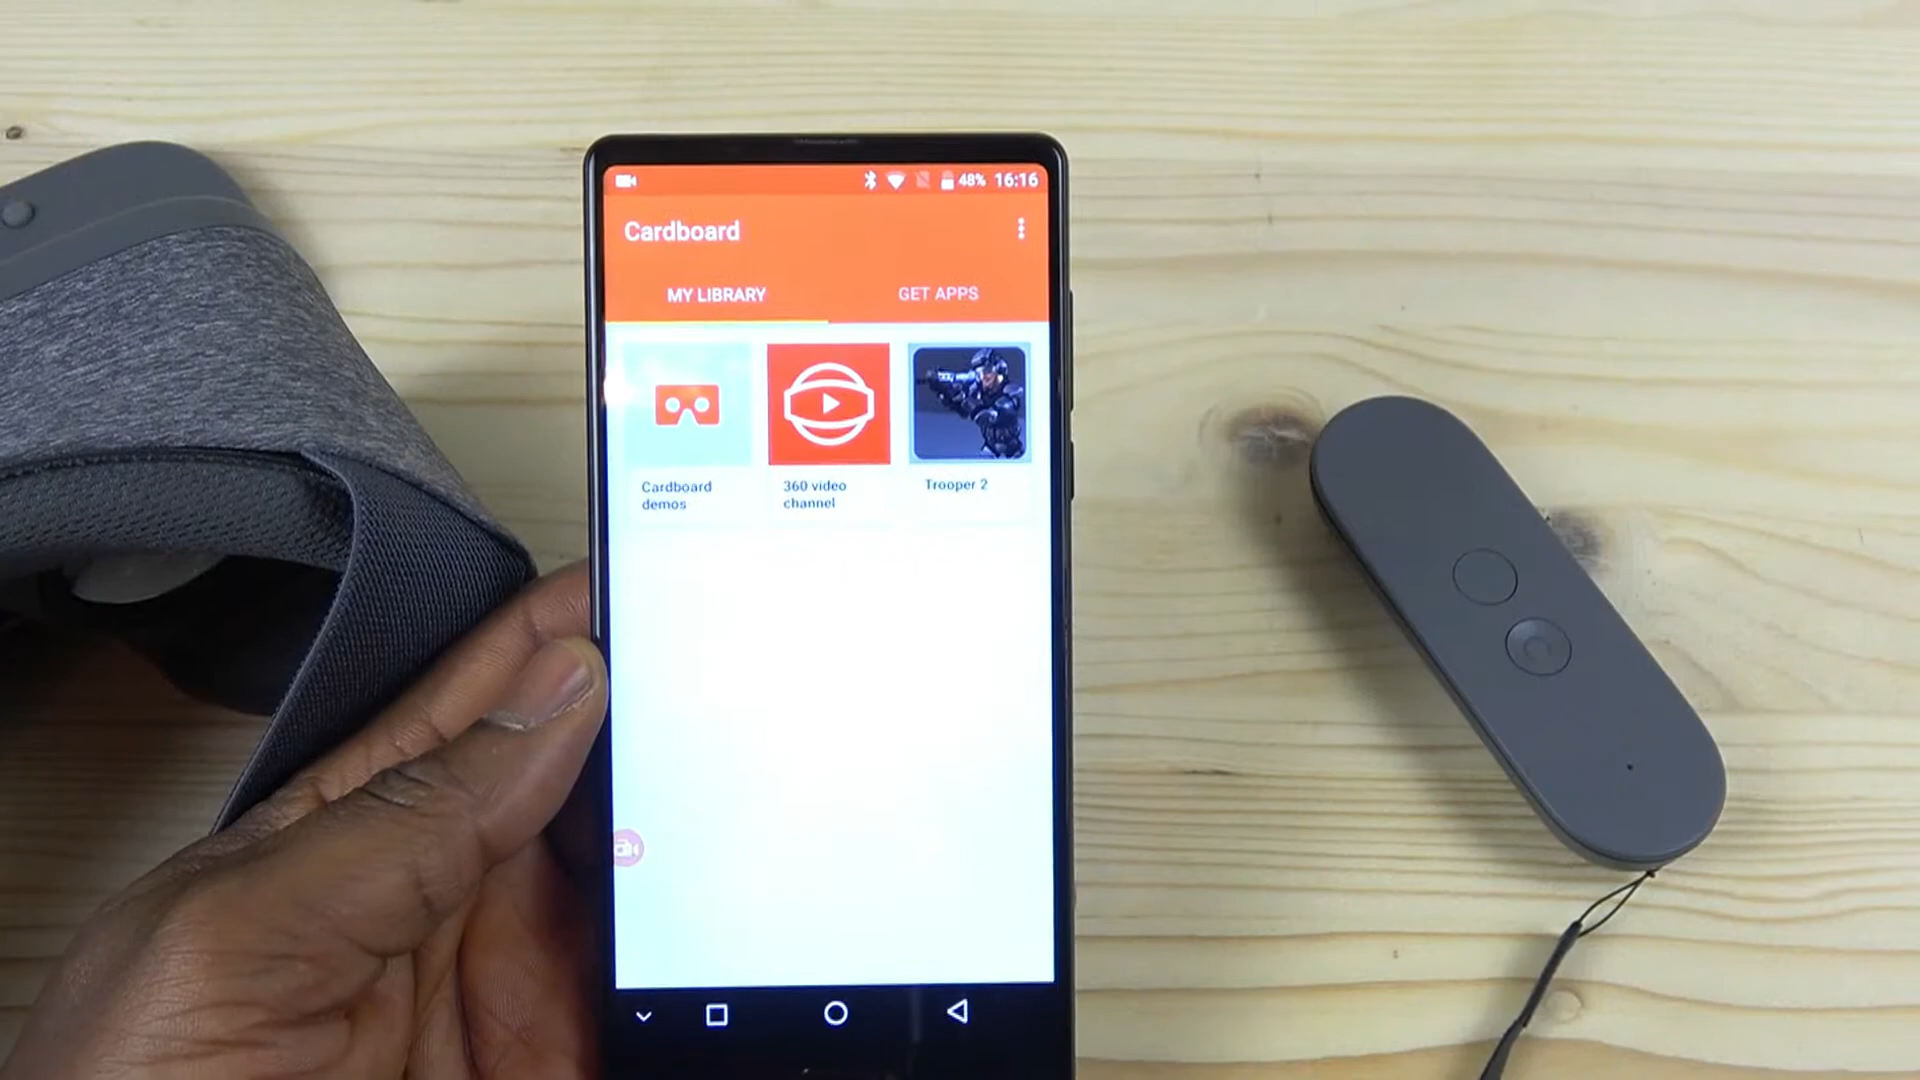 48% 16:16
Cardboard
MY LIBRARY GET APPS
Cardboard
demos
360 video
channel
Trooper 2